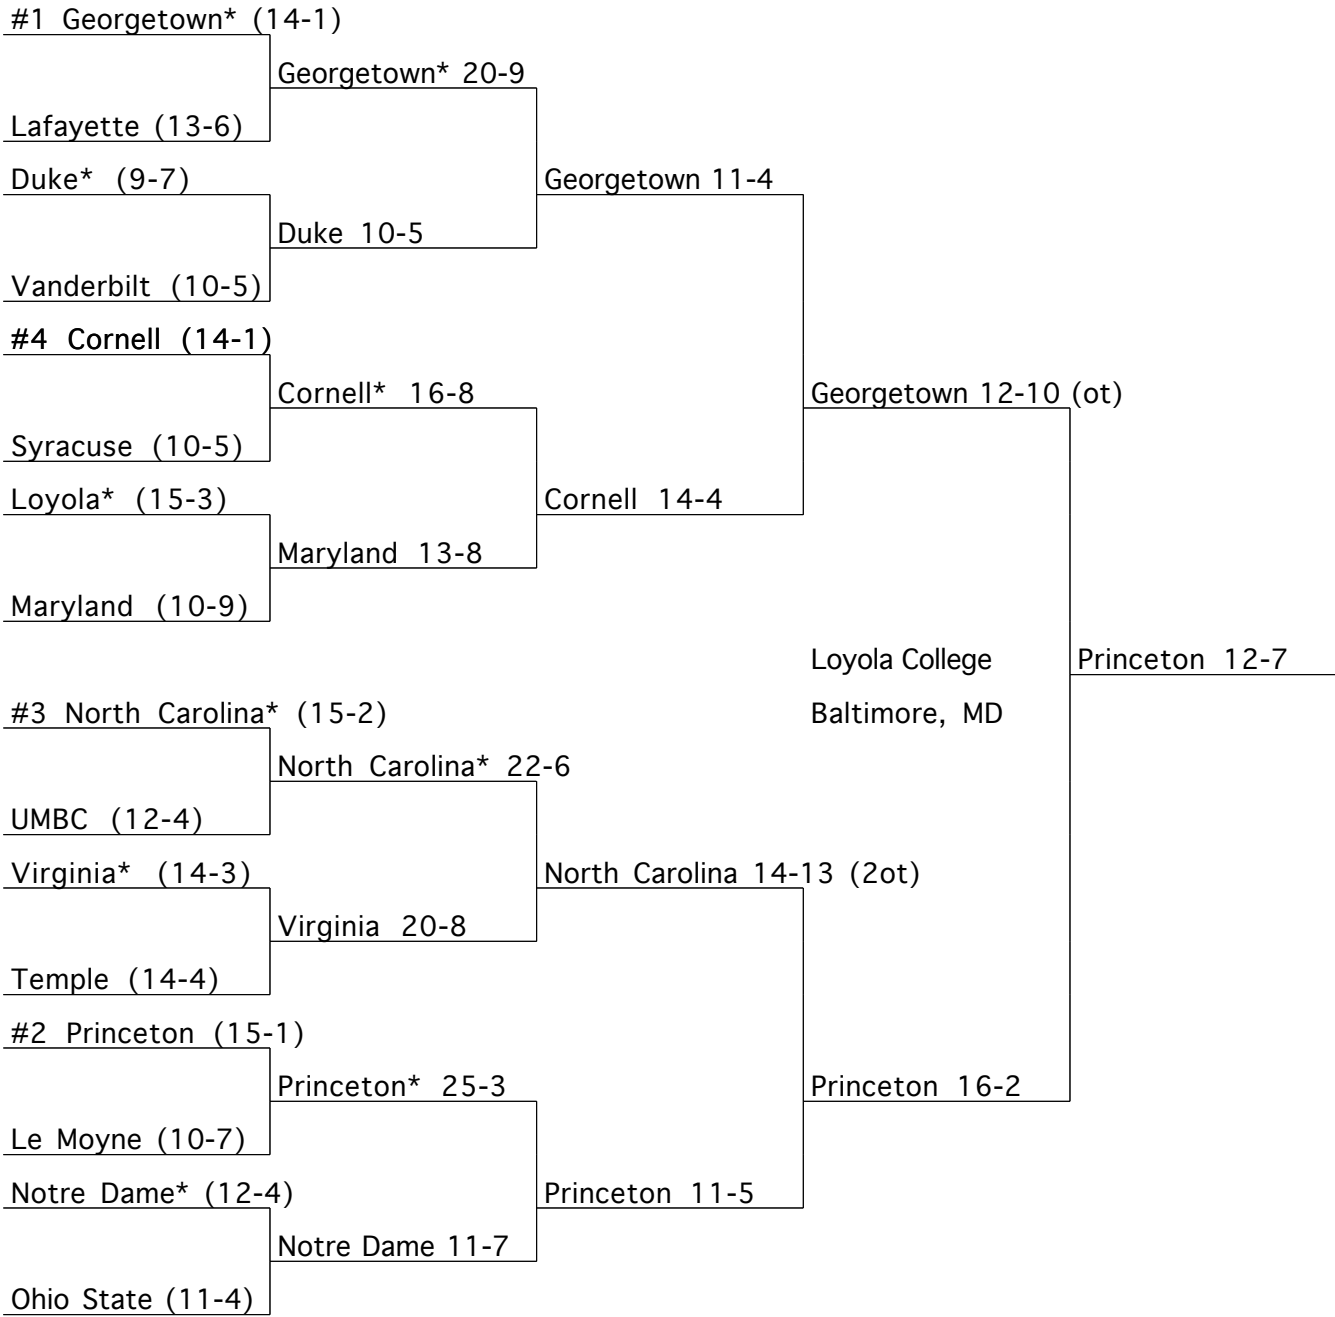 #1 Georgetown* (14-1)
Georgetown* 20-9
Lafayette (13-6)
Duke* (9-7)
Georgetown 11-4
Duke 10-5
Vanderbilt (10-5)
#4 Cornell (14-1)
Cornell* 16-8
Georgetown 12-10 (ot)
Syracuse (10-5)
Loyola* (15-3)
Cornell 14-4
Maryland 13-8
Maryland (10-9)
Loyola College
Princeton 12-7
#3 North Carolina* (15-2)
Baltimore, MD
North Carolina* 22-6
UMBC (12-4)
Virginia* (14-3)
North Carolina 14-13 (2ot)
Virginia 20-8
Temple (14-4)
#2 Princeton (15-1)
Princeton* 25-3
Princeton 16-2
Le Moyne (10-7)
Notre Dame* (12-4)
Princeton 11-5
Notre Dame 11-7
Ohio State (11-4)